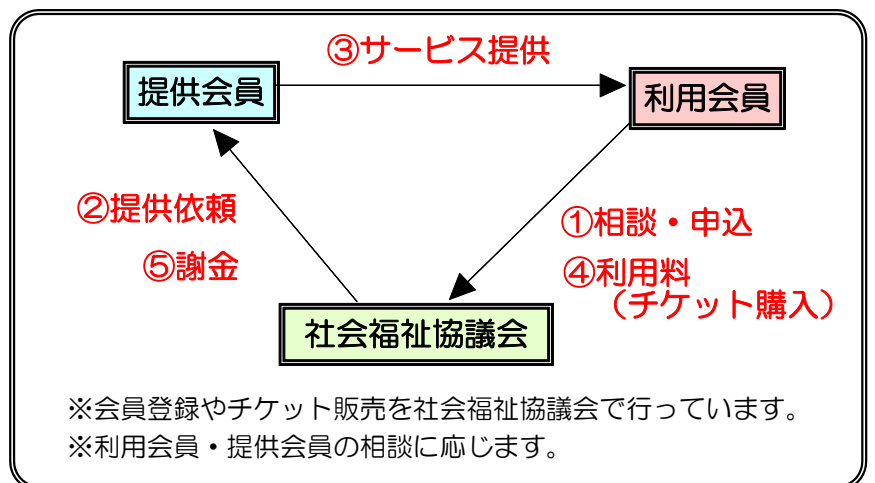 ③サービス提供
提供会員
利用会員
②提供依頼
⑤謝金
①相談・申込
④利用料
（チケット購入）
社会福祉協議会
※会員登録やチケット販売を社会福祉協議会で行っています。
※利用会員・提供会員の相談に応じます。